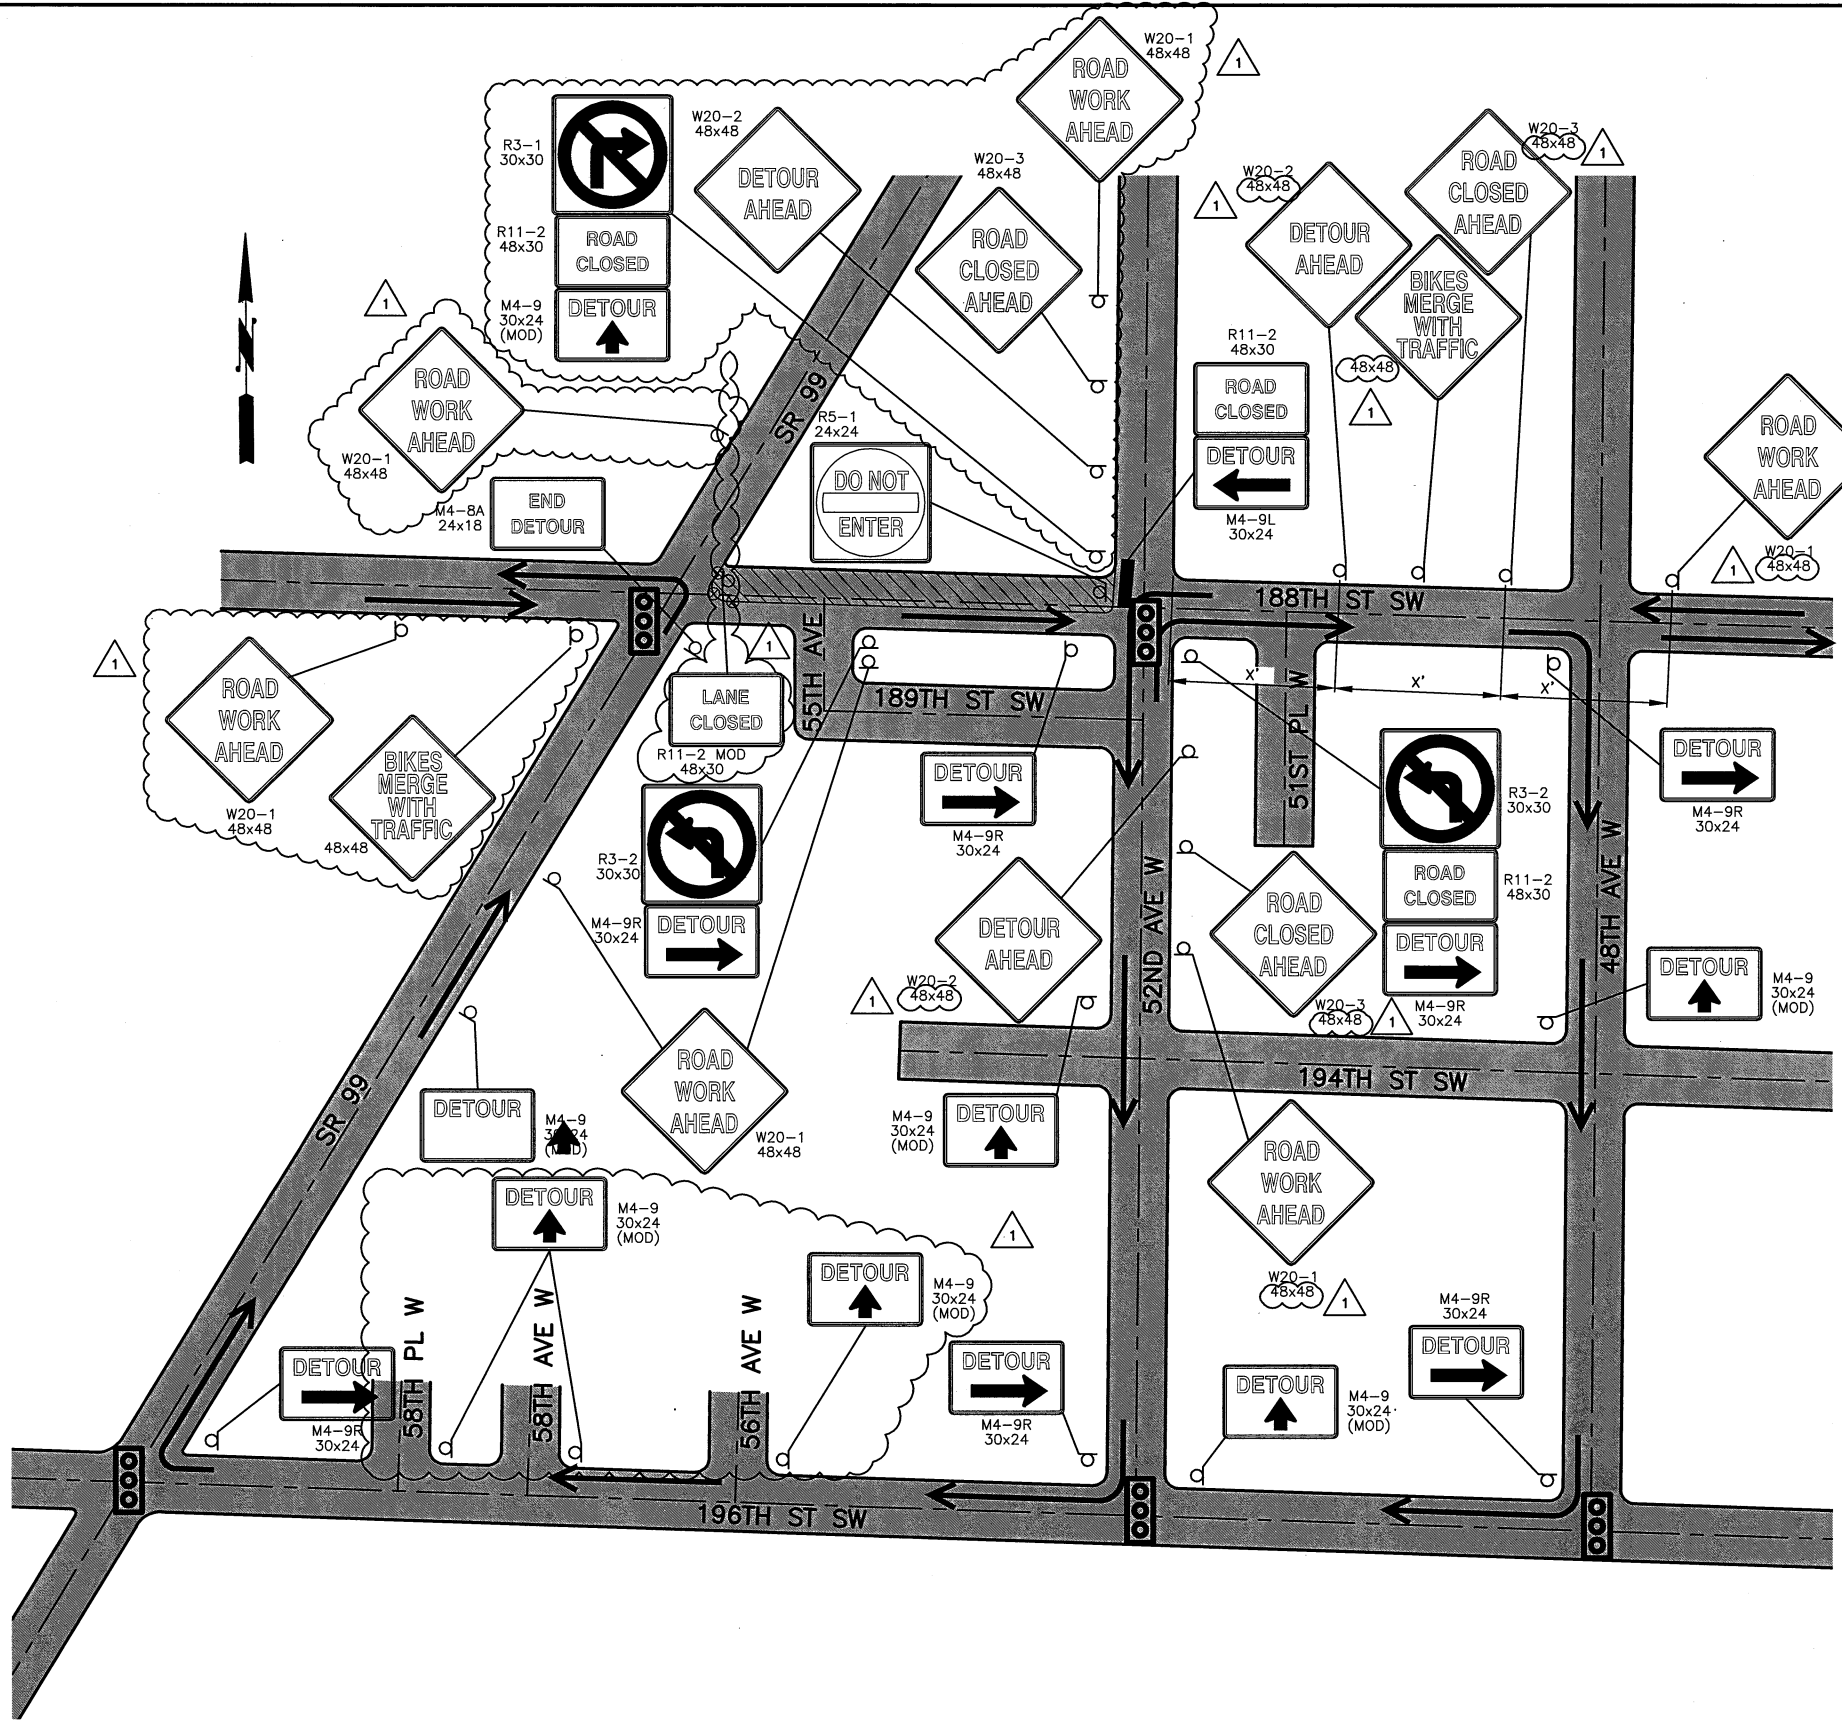 W20-1
48x48
1
ROAD
WORK
AHEAD
R3-1
30x30
R11-2
48x30
ROAD
CLOSED
M4-9
30x24
(MOD)
DETOUR
W20-2
48x48
DETOUR
AHEAD
W20-3
48x48
ROAD
CLOSED
AHEAD
W20-2
48x48
1
DETOUR
AHEAD
W20-3
48x48
1
ROAD
CLOSED
AHEAD
BIKES
MERGE
WITH
TRAFFIC
48x48
1
R11-2
48x30
ROAD
CLOSED
DETOUR
M4-9L
30x24
ROAD
WORK
AHEAD
W20-1
48x48
1
N
1
ROAD
WORK
AHEAD
W20-1
48x48
M4-8A
24x18
END
DETOUR
SR 99
R5-1
24x24
DO NOT
ENTER
188TH ST SW
1
ROAD
WORK
AHEAD
W20-1
48x48
BIKES
MERGE
WITH
TRAFFIC
48x48
1
LANE
CLOSED
R11-2 MOD
48x30
55TH AVE
189TH ST SW
X'
X'
X'
51ST PL W
R3-2
30x30
M4-9R
30x24
DETOUR
DETOUR
M4-9R
30x24
R3-2
30x30
ROAD
CLOSED
R11-2
48x30
DETOUR
M4-9R
30x24
DETOUR
M4-9R
30x24
DETOUR
AHEAD
W20-2
48x48
1
52ND AVE W
ROAD
CLOSED
AHEAD
W20-3
48x48
1
48TH AVE W
DETOUR
M4-9
30x24
(MOD)
SR 99
DETOUR
M4-9
30x24
(MOD)
ROAD
WORK
AHEAD
W20-1
48x48
M4-9
30x24
(MOD)
DETOUR
194TH ST SW
ROAD
WORK
AHEAD
W20-1
48x48
1
DETOUR
M4-9
30x24
(MOD)
1
DETOUR
M4-9
30x24
(MOD)
DETOUR
M4-9R
30x24
58TH PL W
58TH AVE W
56TH AVE W
DETOUR
M4-9R
30x24
DETOUR
M4-9
30x24
(MOD)
M4-9R
30x24
DETOUR
196TH ST SW